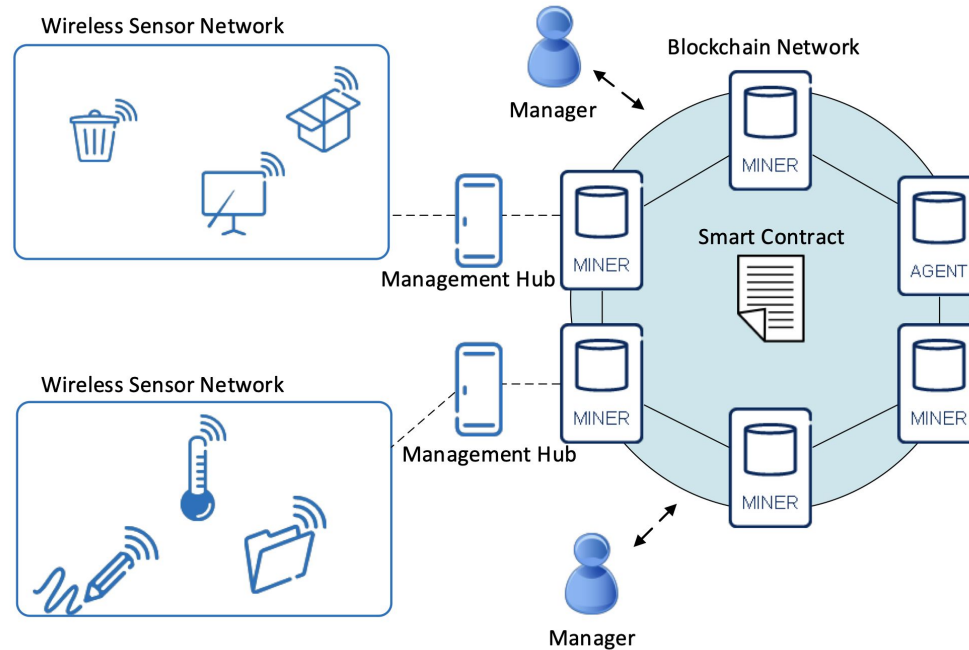 Wireless Sensor Network
Manager
Blockchain Network
MINER
MINER
AGENT
Smart Contract
Management Hub
Wireless Sensor Network
MINER
MINER
Management Hub
MINER
Manager